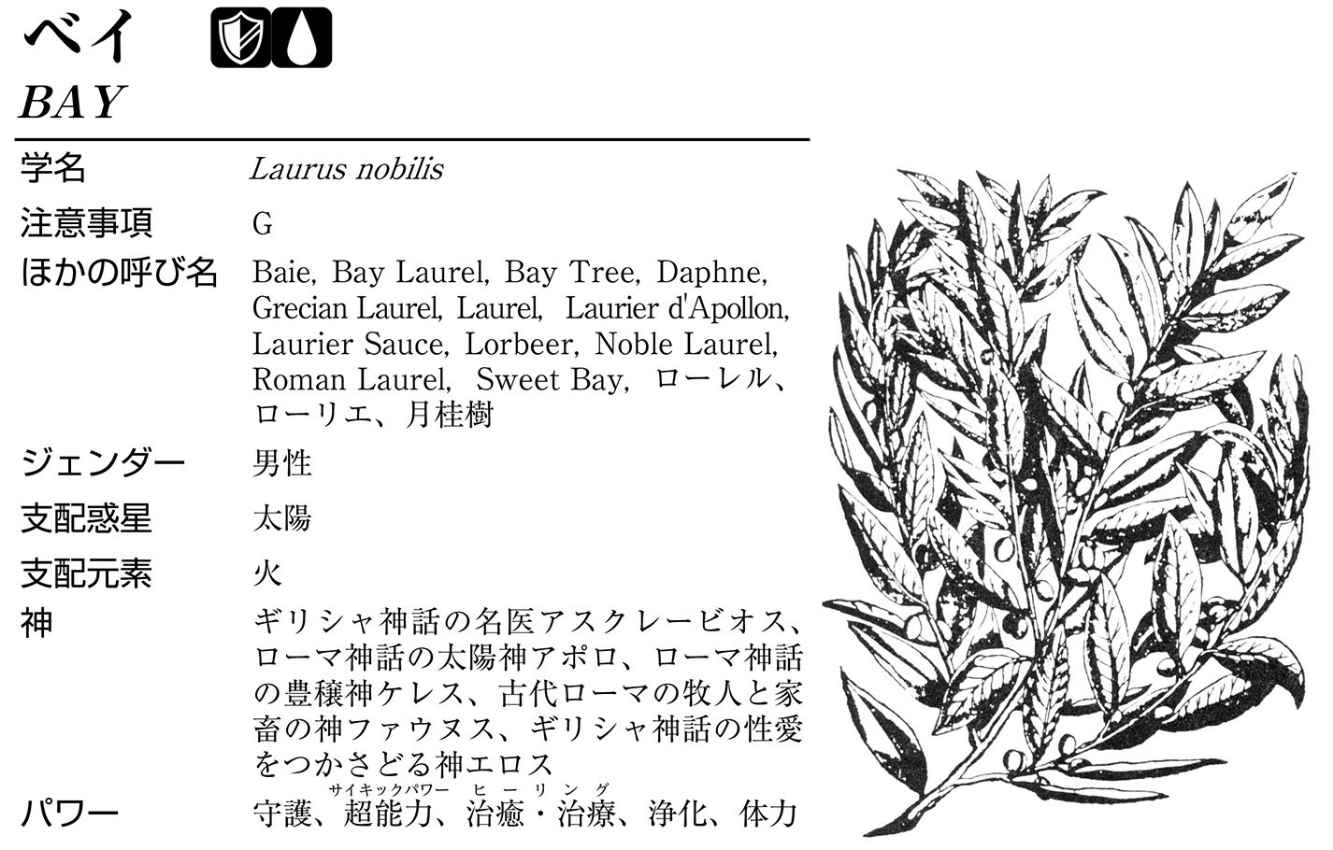 ベイ
BAY
学名 Laurus nobilis
注意事項 G
ほかの呼び名 Baie, Bay Laurel, Bay Tree, Daphne,
Grecian Laurel, Laurel, Laurier d'Apollon,
Laurier Sauce, Lorbeer, Noble Laurel,
Roman Laurel, Sweet Bay, ローレル、
ローリエ、月桂樹
ジェンダー 男性
支配惑星 太陽
支配元素 火
神 ギリシャ神話の名医アスクレーピオス、
ローマ神話の太陽神アポロ、ローマ神話
の豊穣神ケレス、古代ローマの牧人と家
畜の神ファウヌス、ギリシャ神話の性愛
をつかさどる神エロス
サイキックパワー ヒーリング
パワー 守護、超能力、治癒・治療、浄化、体力